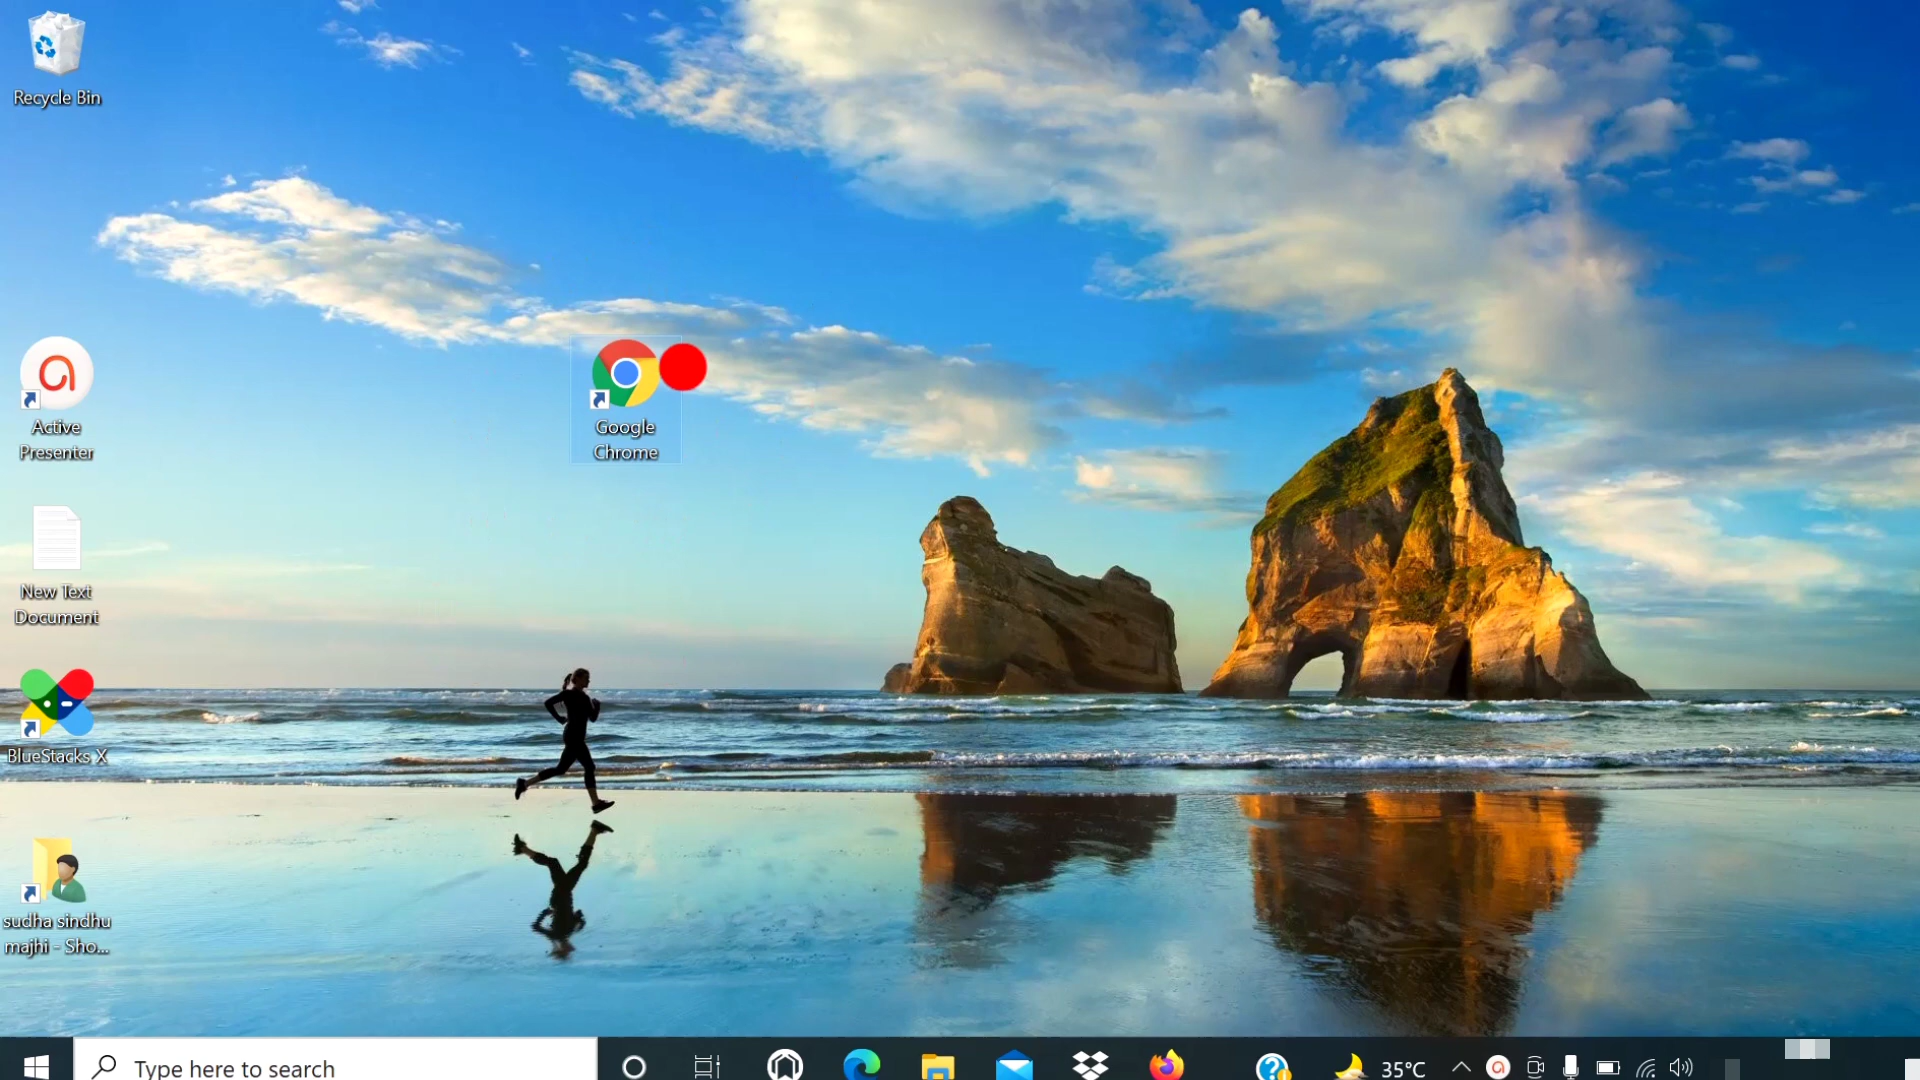 Recycle Bin
Active
Presenter
Google
Chrome
New Text
Document
BlueStacks X
sudha sindhu
majhi - Sho...
Type here to search
35°C